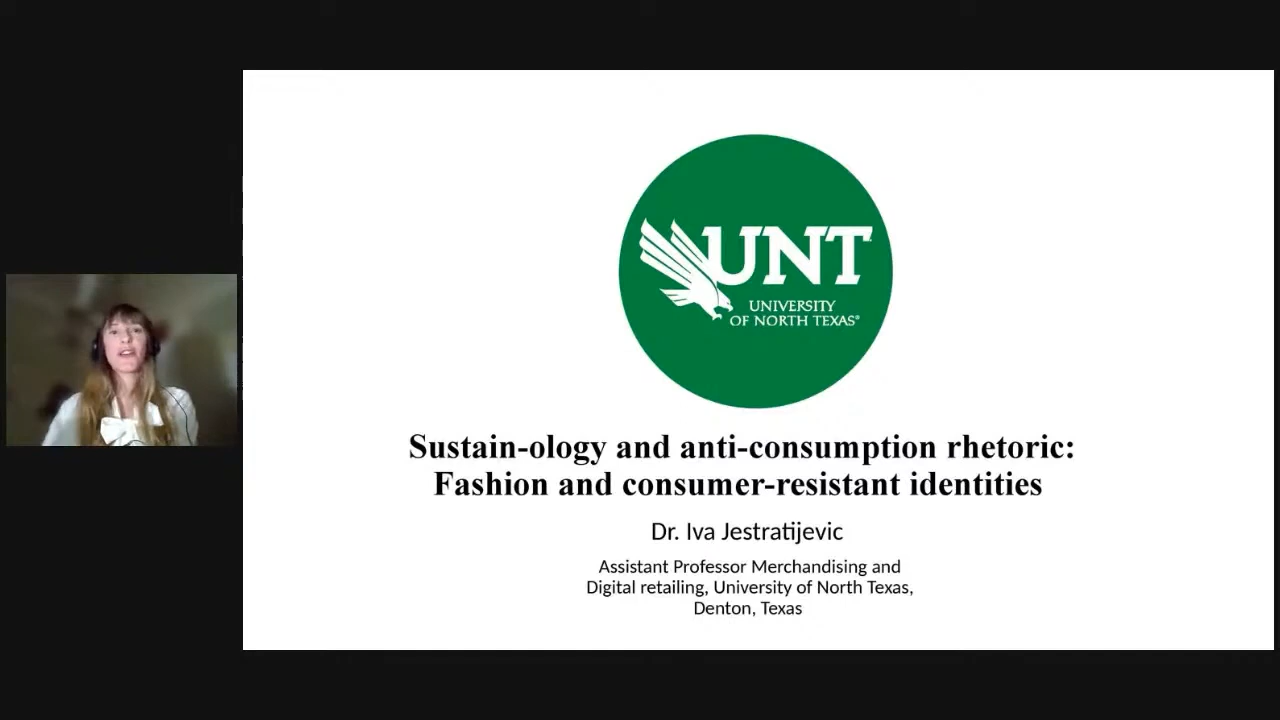 UNT
UNIVERSITY
OF NORTH TEXAS®
Sustain-ology and anti-consumption rhetoric:
Fashion and consumer-resistant identities
Dr. Iva Jestratijevic
Assistant Professor Merchandising and
Digital retailing, University of North Texas,
Denton, Texas